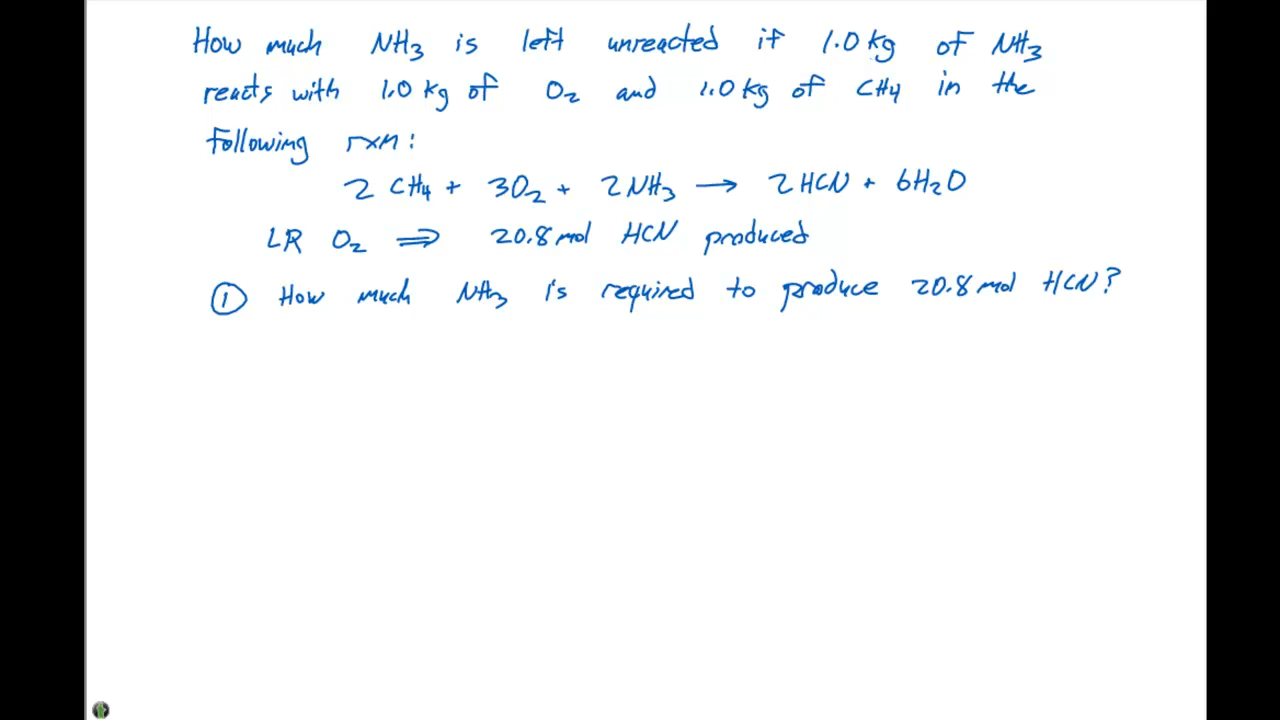 How much NH3 is left unreacted if 1.0 kg of NH3
reacts with 1.0 kg of O2 and 1.0 kg of CH4 in the
following rxn:
2 CH4 + 3O2 + 2NH3 → 2HCN + 6H2O
LR O2 ⇒ 20.8 mol HCN produced
① How much NH3 is required to produce 20.8 mol HCN?